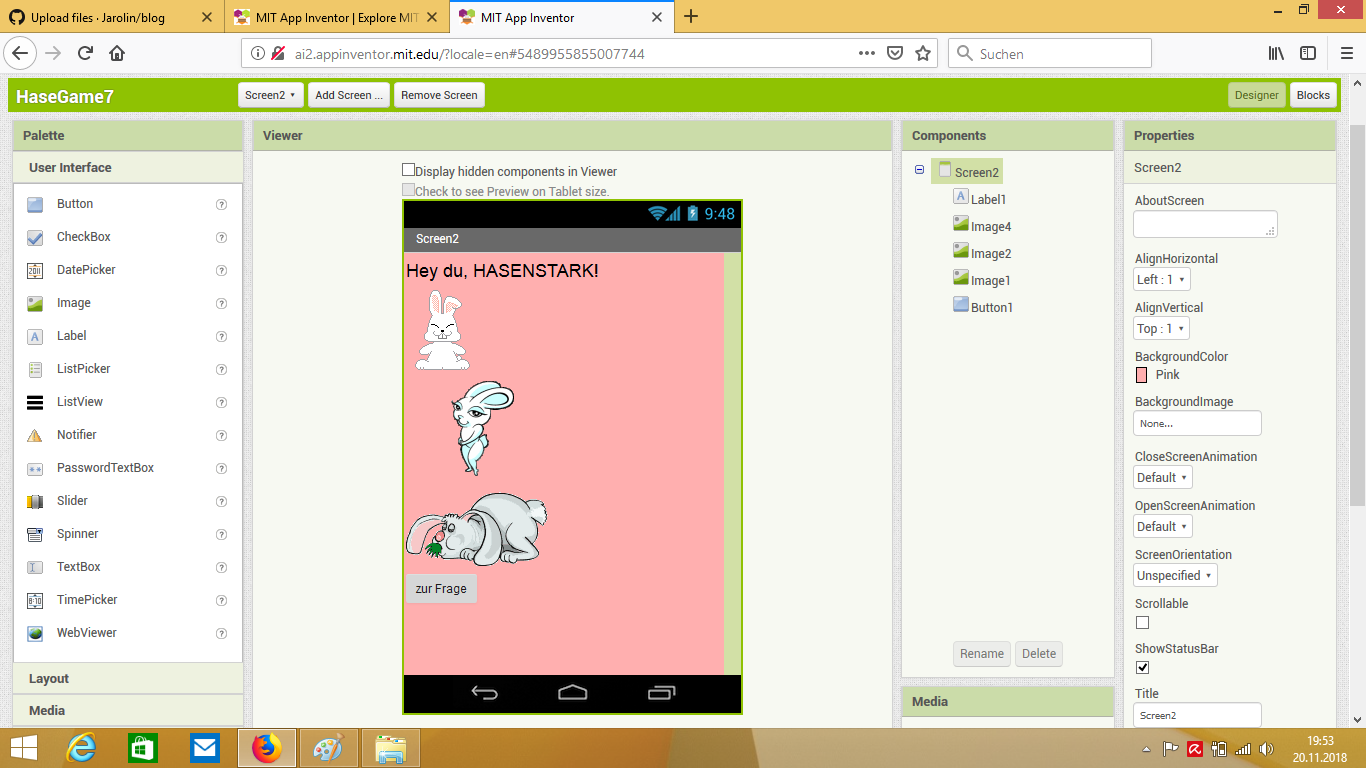 Upload files · Jarolin/blog
MIT App Inventor | Explore MIT
MIT App Inventor
ai2.appinventor.mit.edu/?locale=en#5489955855007744
Suchen
HaseGame7
Screen2
Add Screen ...
Remove Screen
Designer
Blocks
Palette
User Interface
Button
CheckBox
DatePicker
2011
Image
Label
A
ListPicker
ListView
Notifier
PasswordTextBox
Slider
Spinner
TextBox
TimePicker
8:10
WebViewer
Layout
Media
Viewer
Display hidden components in Viewer
Check to see Preview on Tablet size.
9:48
Screen2
Hey du, HASENSTARK!
zur Frage
Components
Screen2
A Label1
Image4
Image2
Image1
Button1
Rename
Delete
Media
Properties
Screen2
AboutScreen
AlignHorizontal
Left : 1
AlignVertical
Top : 1
BackgroundColor
Pink
BackgroundImage
None...
CloseScreenAnimation
Default
OpenScreenAnimation
Default
ScreenOrientation
Unspecified
Scrollable
ShowStatusBar
Title
Screen2
19:53
20.11.2018